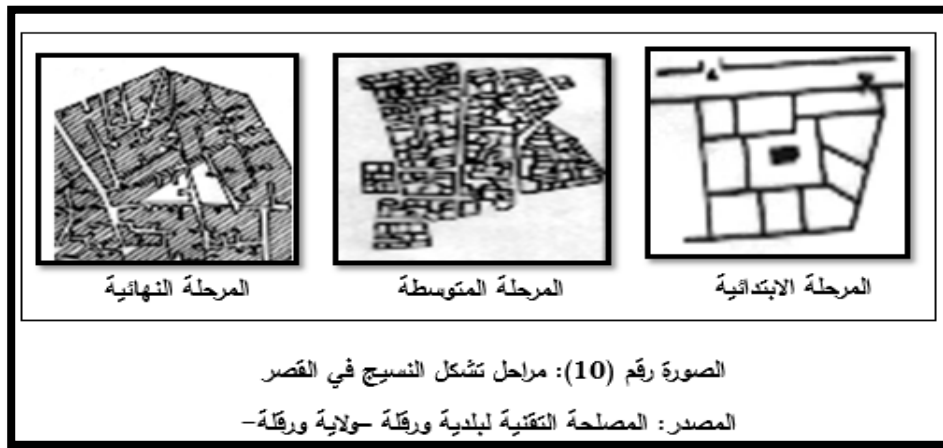 المرحلة الابتدائية
المرحلة المتوسطة
المرحلة النهائية
الصورة رقم (10): مراحل تشكل النسيج في القصر
المصدر: المصلحة التقنية لبلدية ورقلة –ولاية ورقلة-